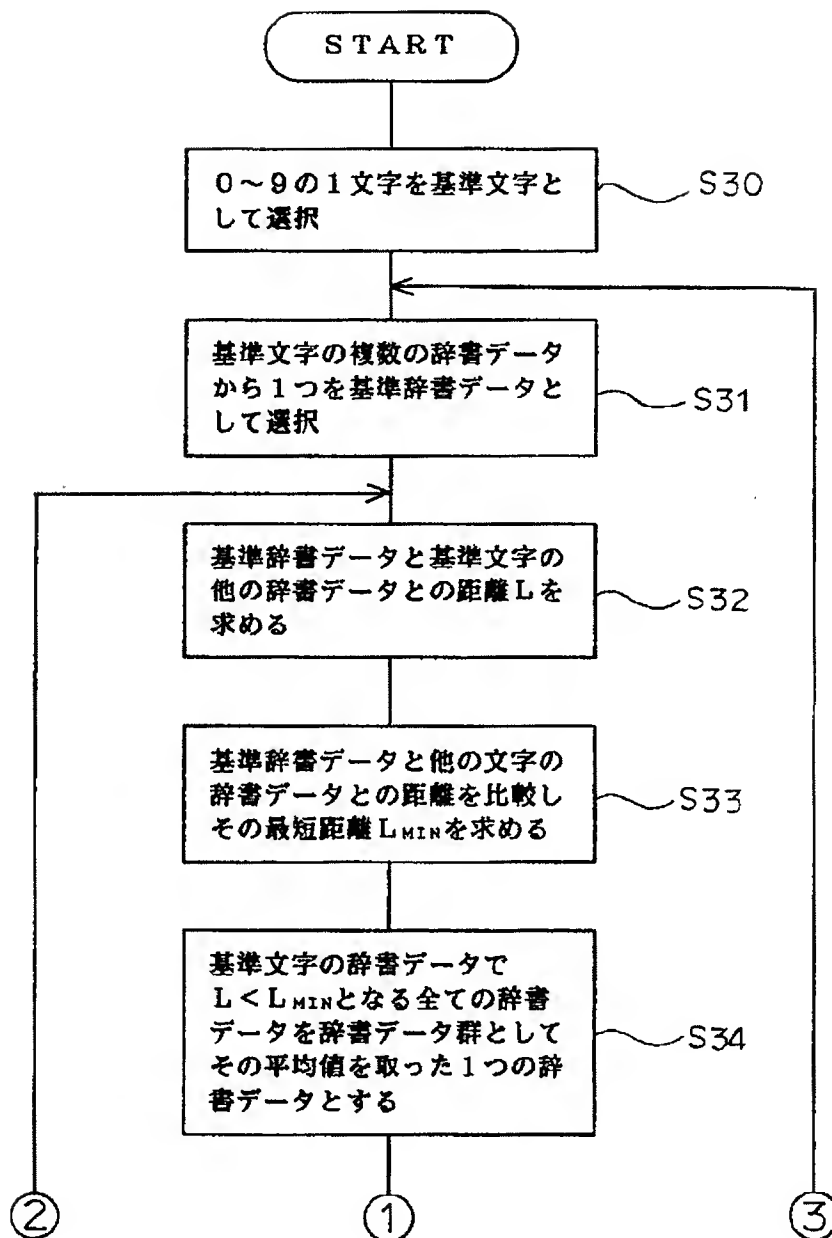 START
0～9の1文字を基準文字と
して選択
S30
基準文字の複数の辞書データ
から1つを基準辞書データと
して選択
S31
基準辞書データと基準文字の
他の辞書データとの距離Lを
求める
S32
基準辞書データと他の文字の
辞書データとの距離を比較し
その最短距離LMINを求める
S33
基準文字の辞書データで
L<LMINとなる全ての辞書
データを辞書データ群として
その平均値を取った1つの辞
書データとする
S34
② ① ③